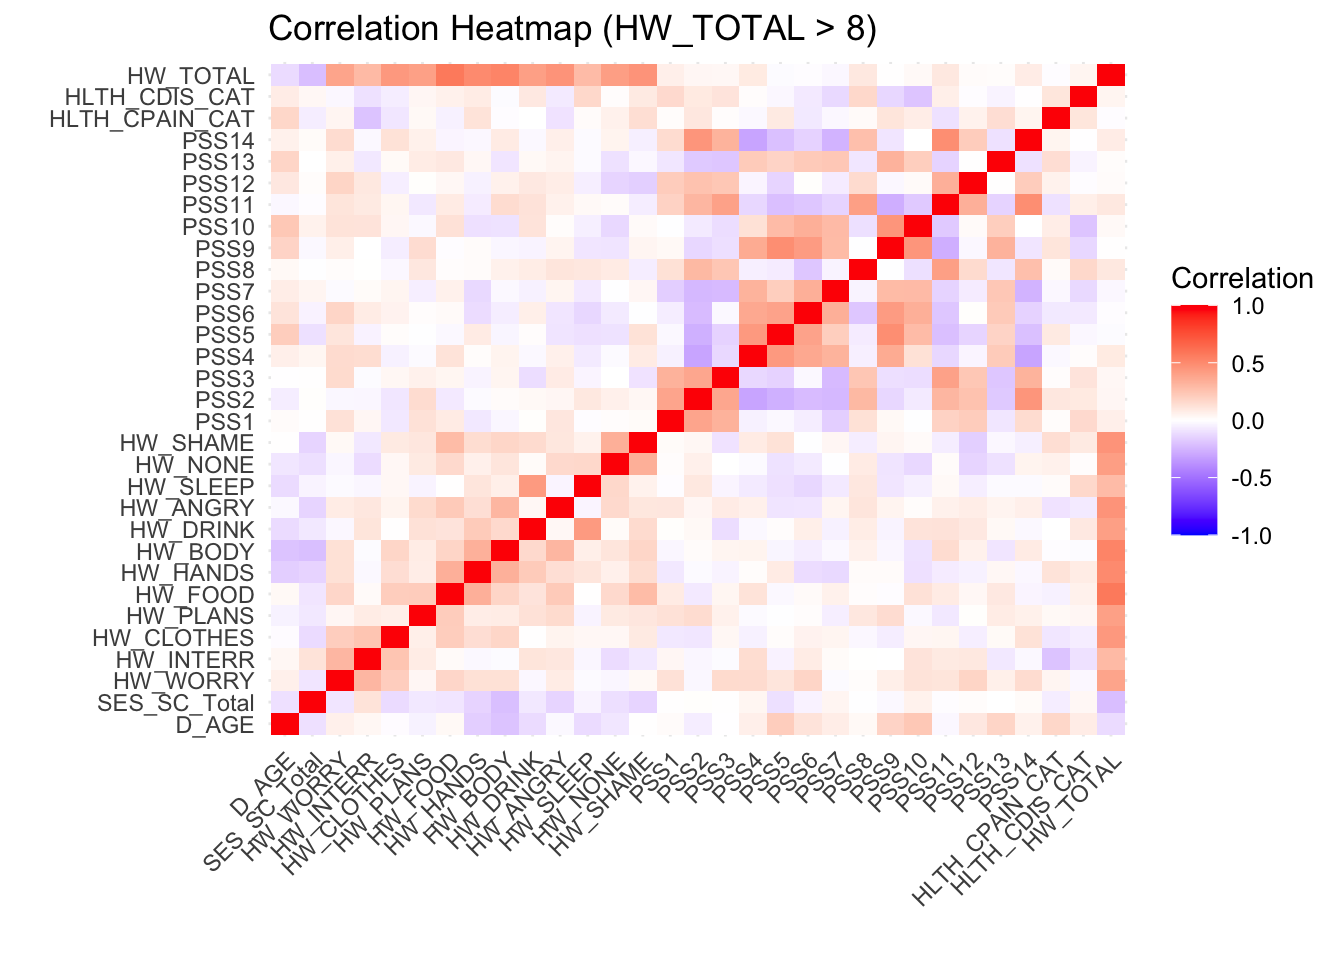 Correlation Heatmap (HW_TOTAL > 8)
HW_TOTAL
HLTH_CDIS_CAT
HLTH_CPAIN_CAT
PSS14
PSS13
PSS12
PSS11
PSS10
PSS9
PSS8
PSS7
PSS6
PSS5
PSS4
PSS3
PSS2
PSS1
HW_SHAME
HW_NONE
HW_SLEEP
HW_ANGRY
HW_DRINK
HW_BODY
HW_HANDS
HW_FOOD
HW_PLANS
HW_CLOTHES
HW_INTERR
HW_WORRY
SES_SC_Total
D_AGE
D_AGE
SES_SC_Total
HW_WORRY
HW_INTERR
HW_CLOTHES
HW_PLANS
HW_FOOD
HW_HANDS
HW_BODY
HW_DRINK
HW_ANGRY
HW_SLEEP
HW_NONE
HW_SHAME
PSS1
PSS2
PSS3
PSS4
PSS5
PSS6
PSS7
PSS8
PSS9
PSS10
PSS11
PSS12
PSS13
PSS14
HLTH_CPAIN_CAT
HLTH_CDIS_CAT
HW_TOTAL
Correlation
1.0
0.5
0.0
-0.5
-1.0